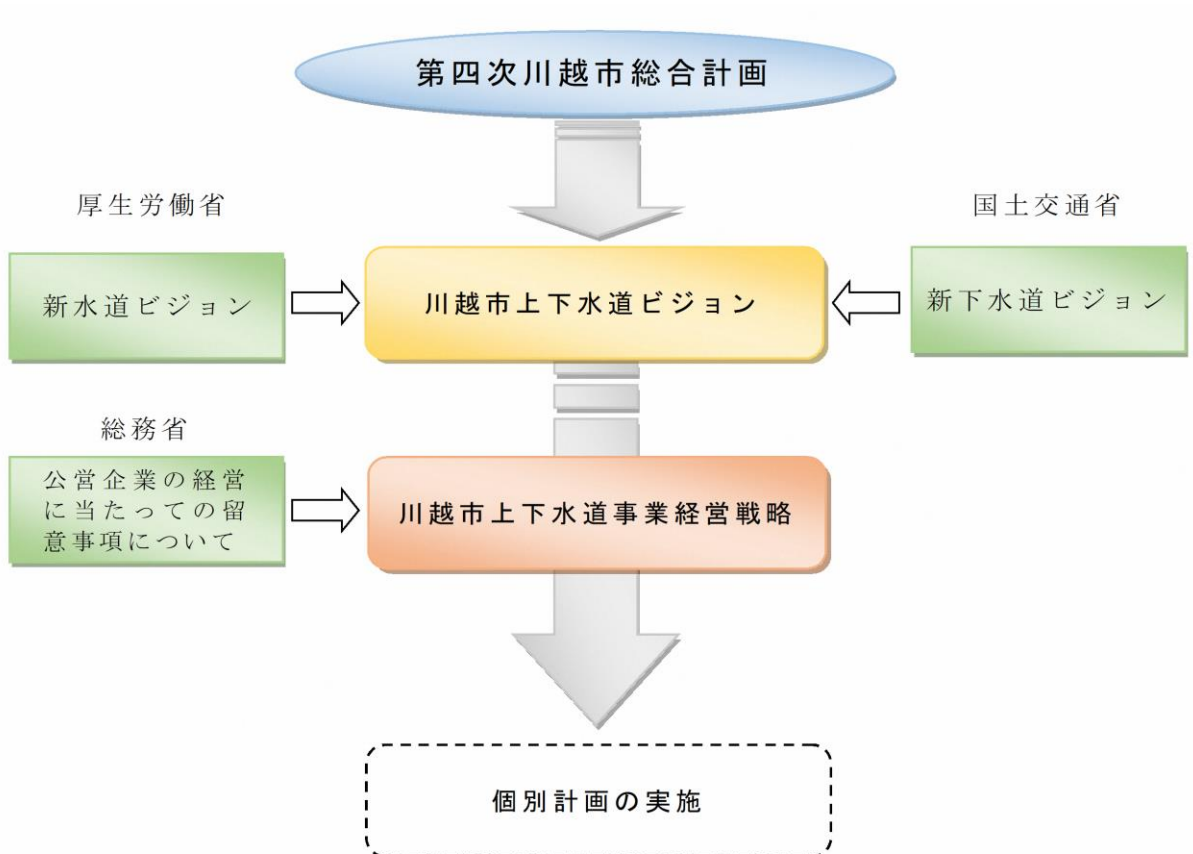 第四次川越市総合計画
厚生労働省
国土交通省
新水道ビジョン
川越市上下水道ビジョン
新下水道ビジョン
総務省
公営企業の経営
に当たっての留
意事項について
川越市上下水道事業経営戦略
個別計画の実施